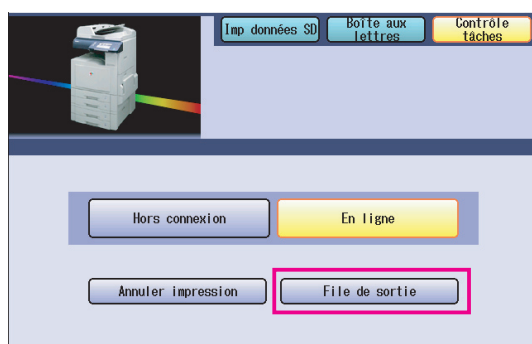 Imp données SD
Boîte aux
lettres
Contrôle
tâches
Hors connexion
En ligne
Annuler impression
File de sortie